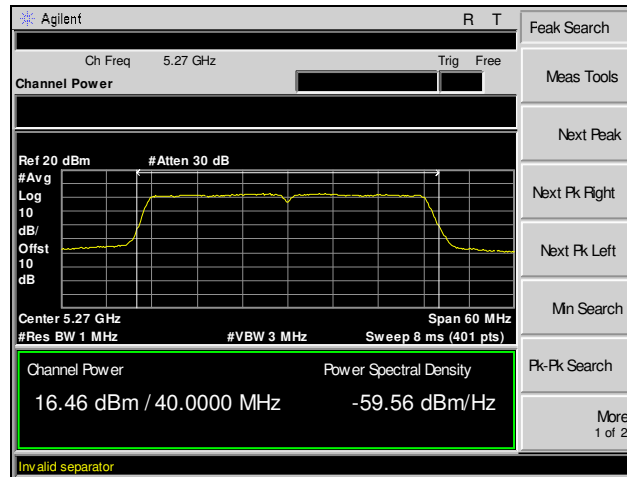 Agilent R T
Ch Freq 5.27 GHz Trig Free
Channel Power
Ref 20 dBm #Atten 30 dB
#Avg
Log
10
dB/
Offst
10
dB
Center 5.27 GHz Span 60 MHz
#Res BW 1 MHz #VBW 3 MHz Sweep 8 ms (401 pts)
Channel Power Power Spectral Density
16.46 dBm / 40.0000 MHz -59.56 dBm/Hz
Invalid separator
Feak Search
Meas Tools
Next Peak
Next Pk Right
Next Pk Left
Min Search
Pk-Pk Search
More
1 of 2